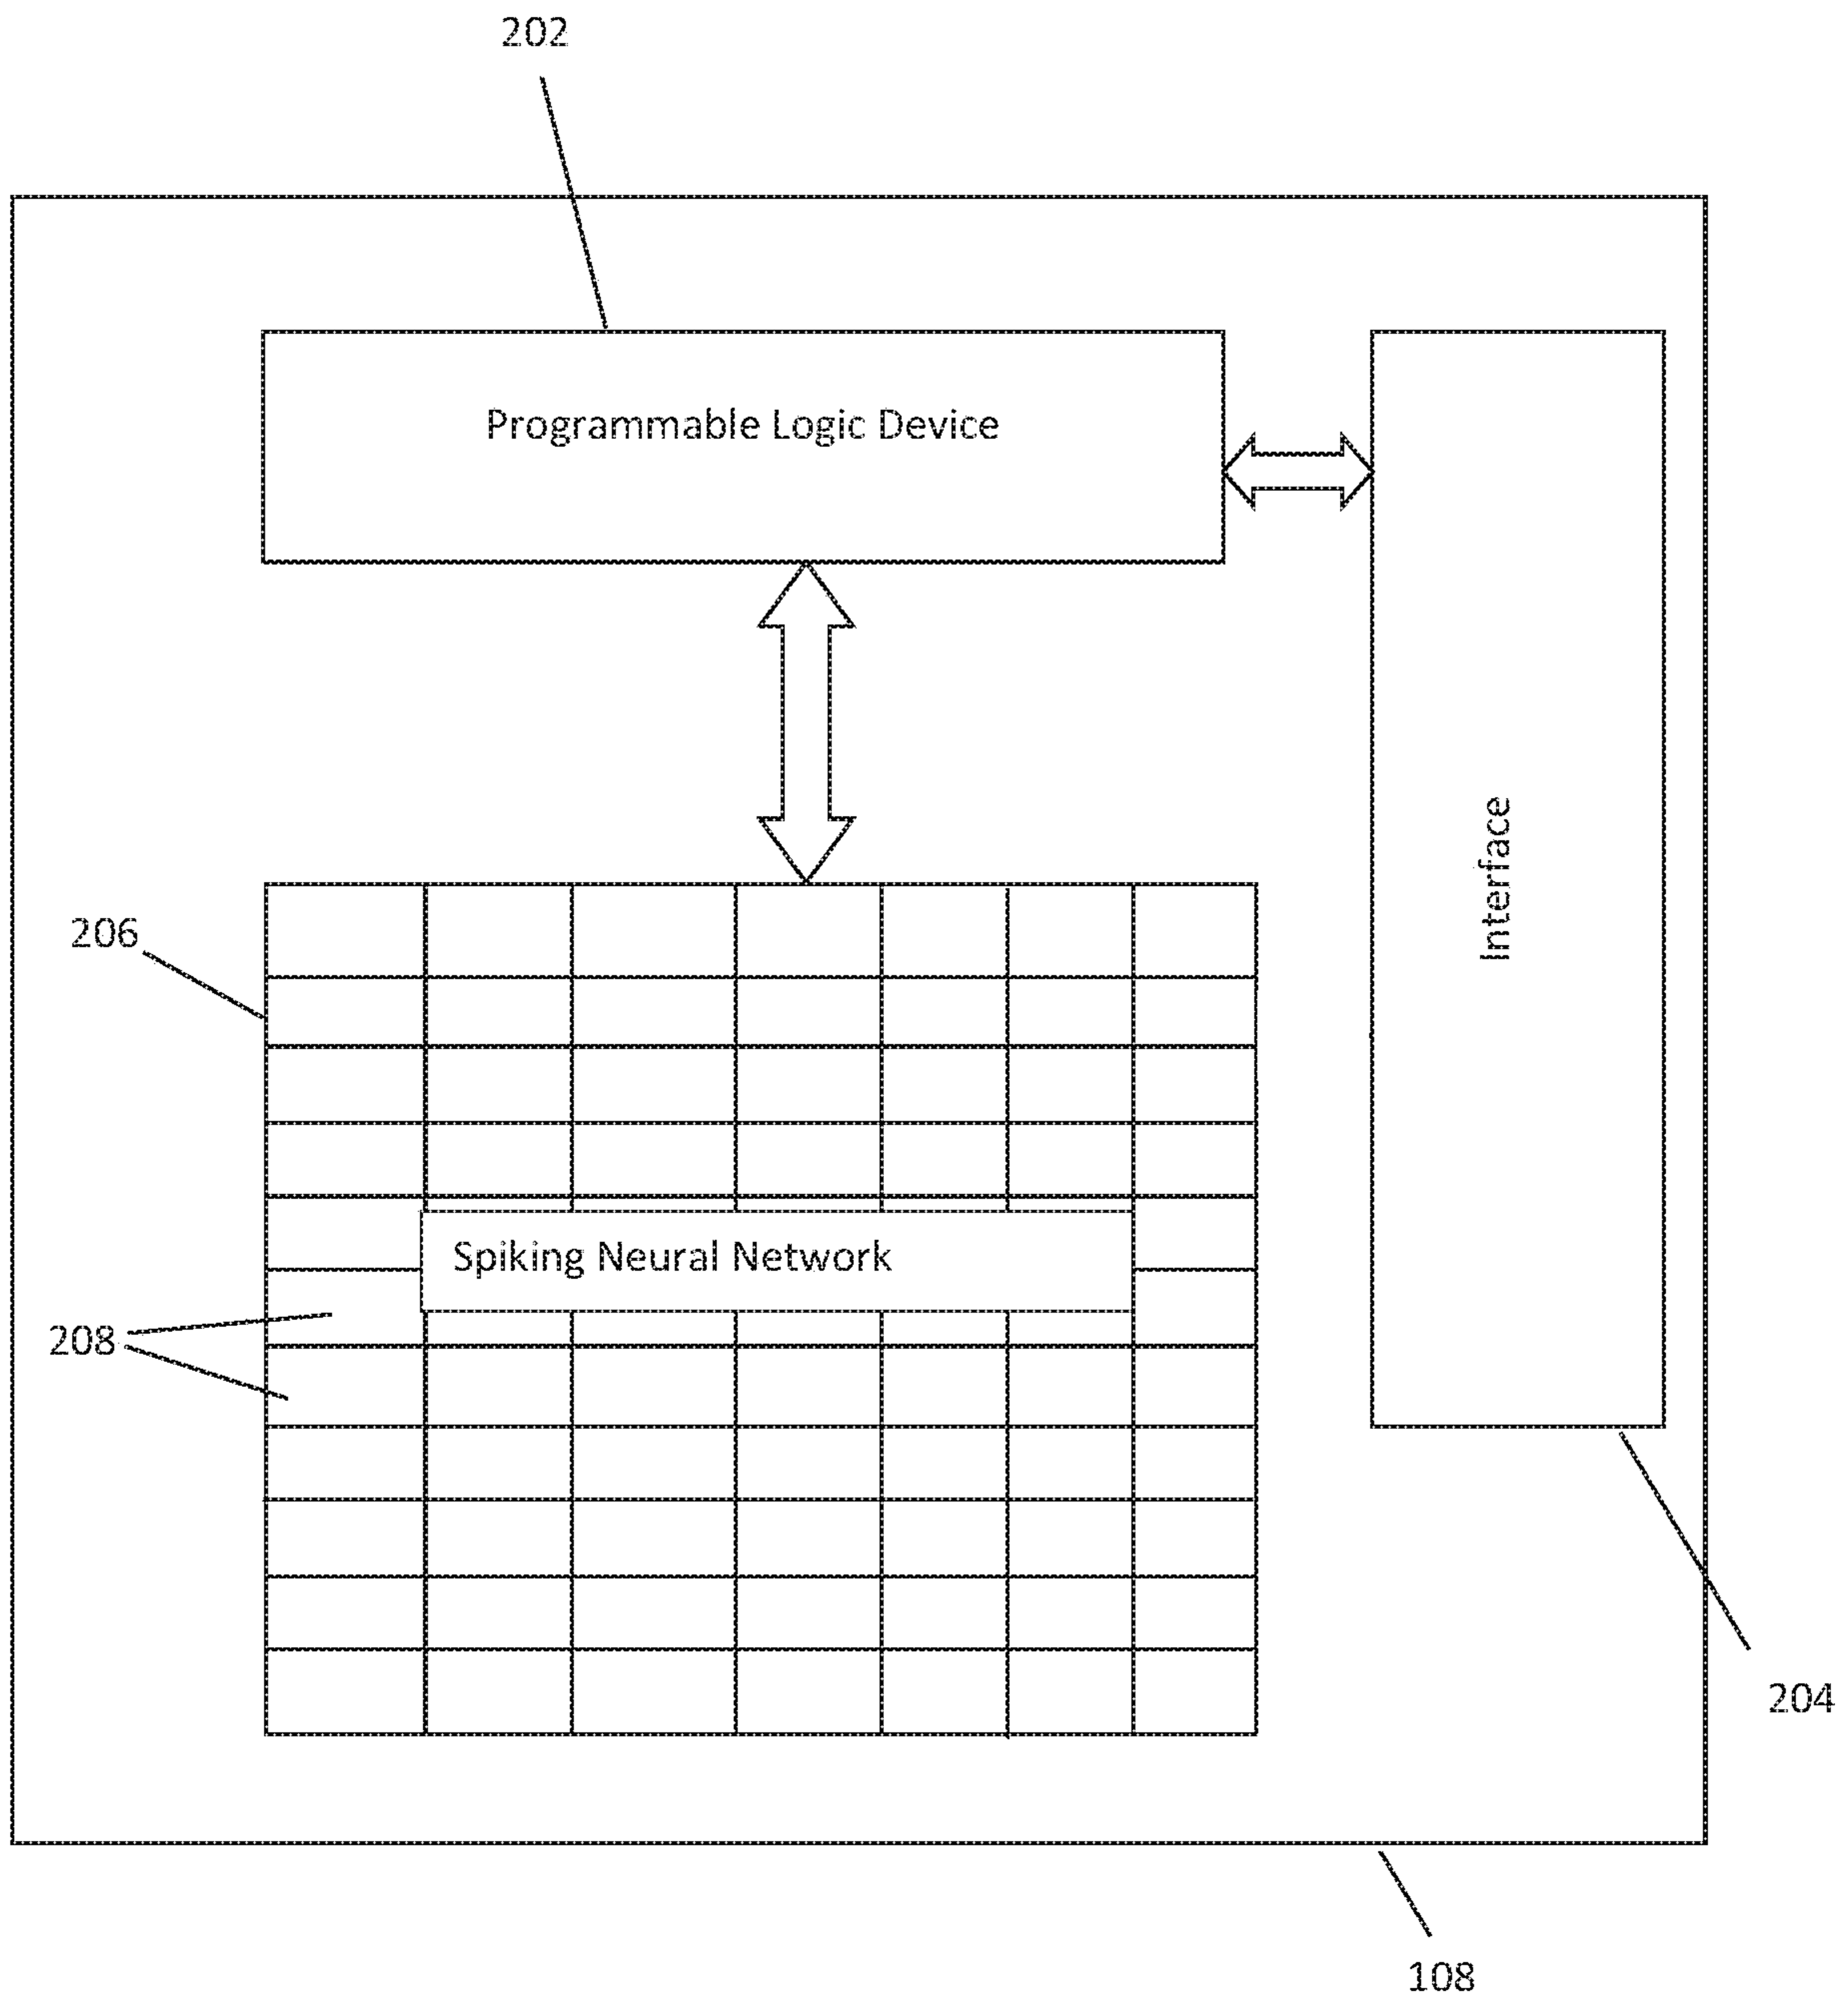 202
Programmable Logic Device
Interface
206
Spiking Neural Network
208
204
108